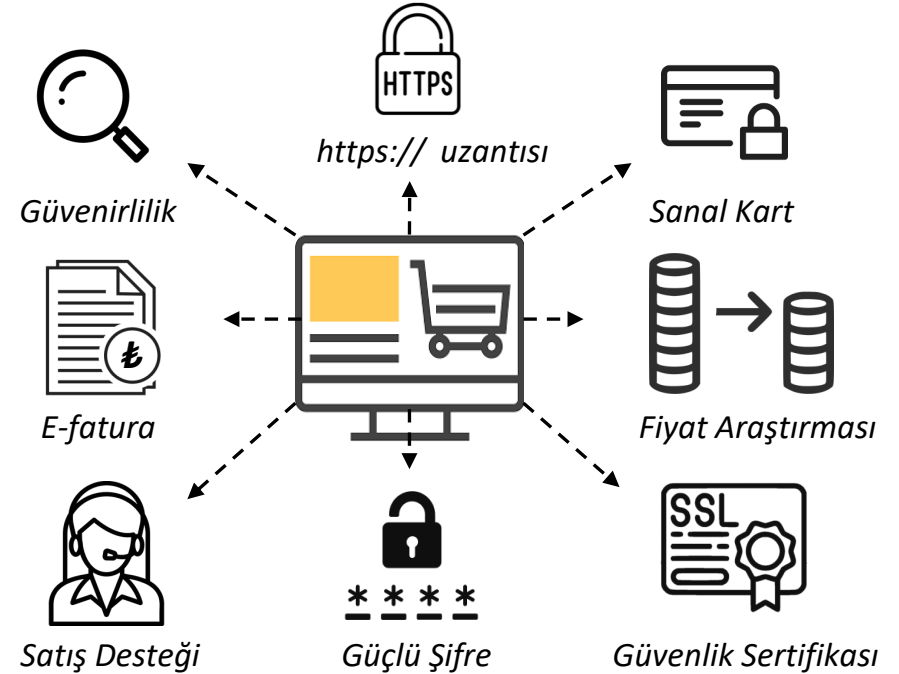 HTTPS
https:// uzantısı
Güvenirlilik
Sanal Kart
₺
E-fatura
Fiyat Araştırması
SSL
* * * *
Satış Desteği
Güçlü Şifre
Güvenlik Sertifikası